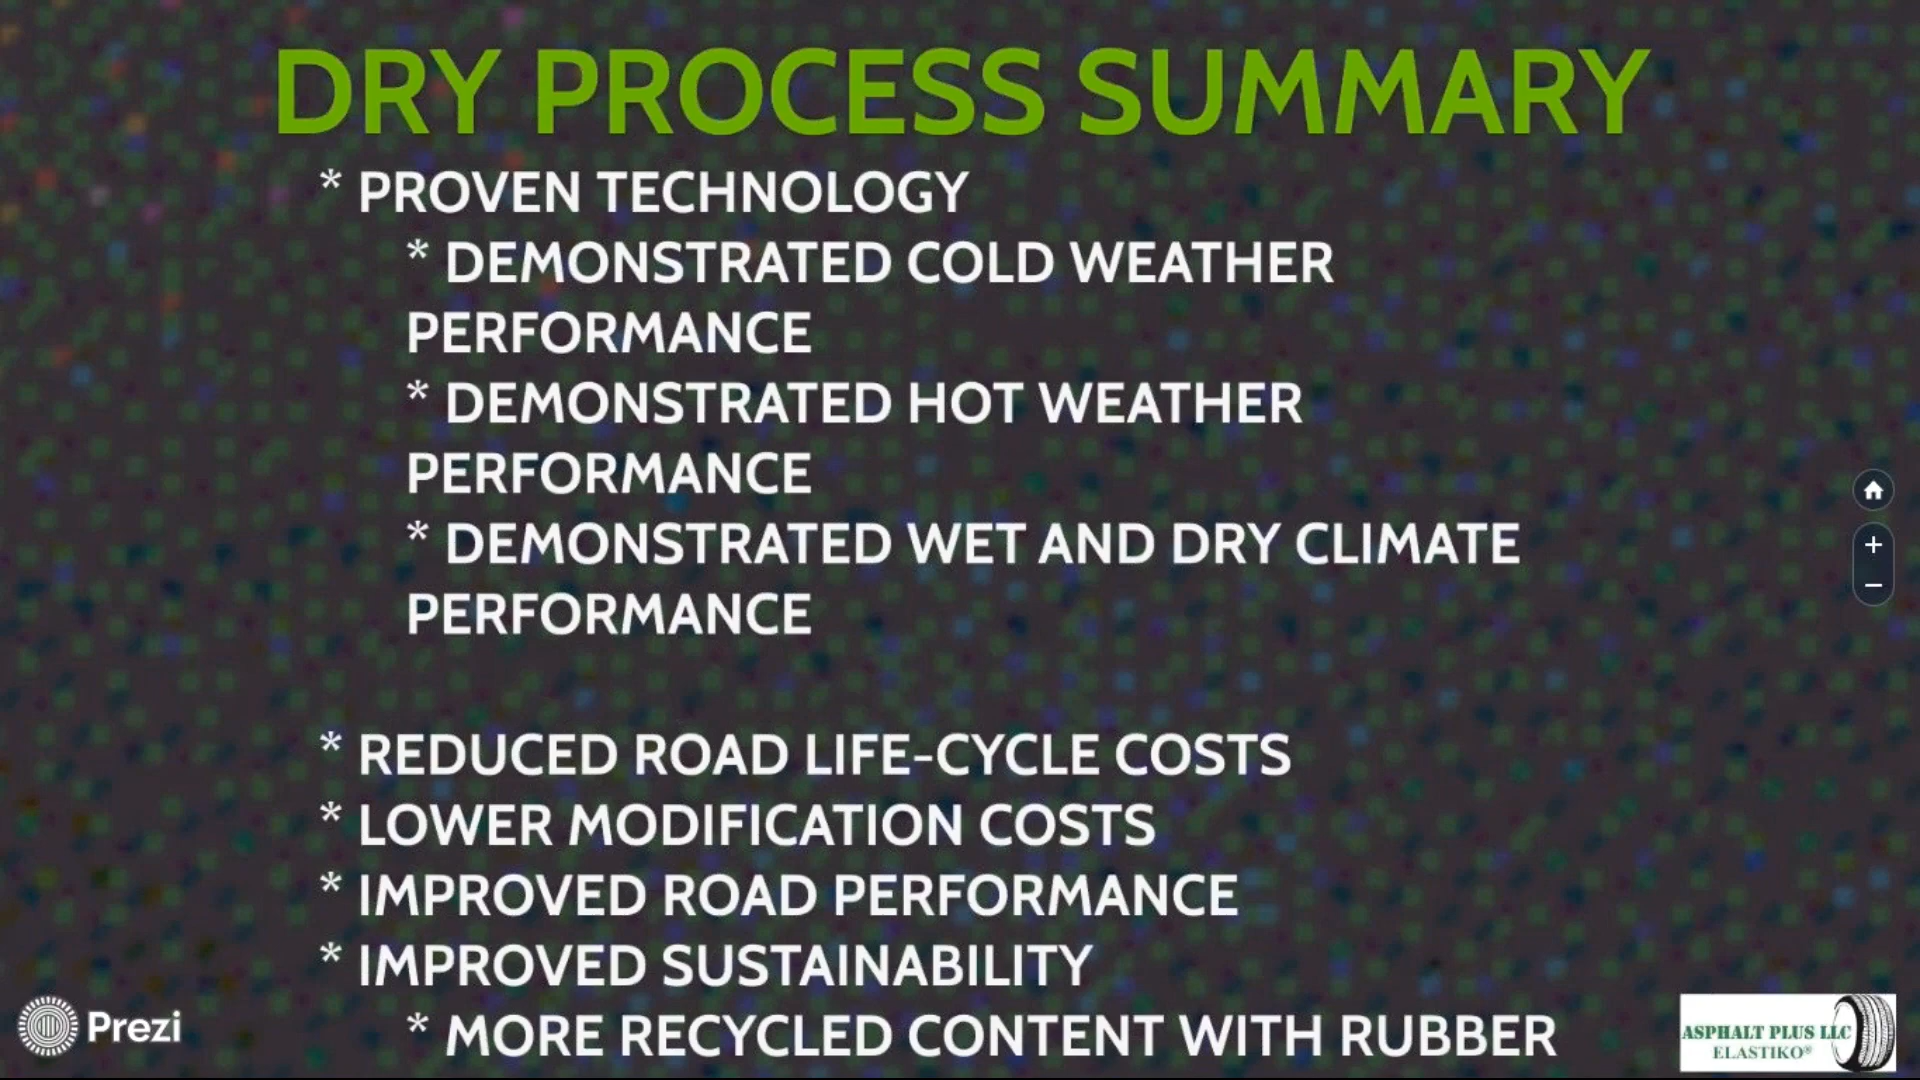 DRY PROCESS SUMMARY
* PROVEN TECHNOLOGY
* DEMONSTRATED COLD WEATHER
PERFORMANCE
* DEMONSTRATED HOT WEATHER
PERFORMANCE
* DEMONSTRATED WET AND DRY CLIMATE
PERFORMANCE
* REDUCED ROAD LIFE-CYCLE COSTS
* LOWER MODIFICATION COSTS
* IMPROVED ROAD PERFORMANCE
* IMPROVED SUSTAINABILITY
* MORE RECYCLED CONTENT WITH RUBBER
Prezi
ASPHALT PLUS LLC
ELASTIKO®